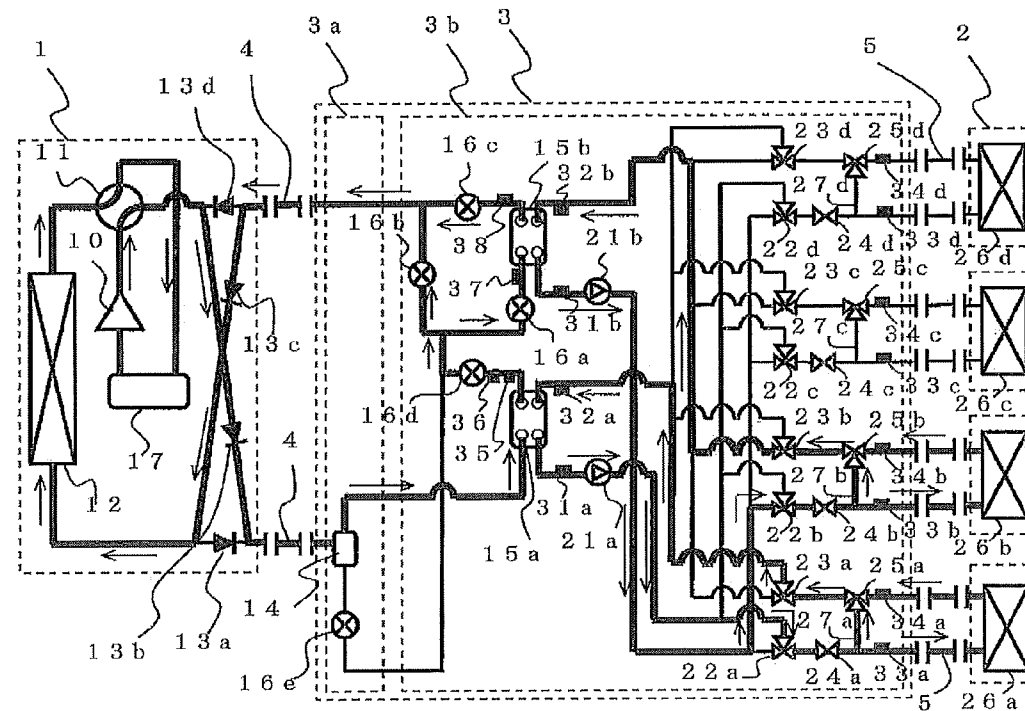 3a 3b 3
1 4 5 2
13d
11 16c 15b 32b 23d 25d
10 16b 27d 34d
38 21b 22d 24d 33d 26d
37 23c 25c
13c 31b 27c
16a 34c
16d 36 32a 22c 24c 33c 26c
35 23b 25b
17 4 27b 34b
12 31a 22b 24b 33b 26b
15a 21a 23a 25a
14 27a 34a
13b 13a
16e 22a 24a 33a 5 26a